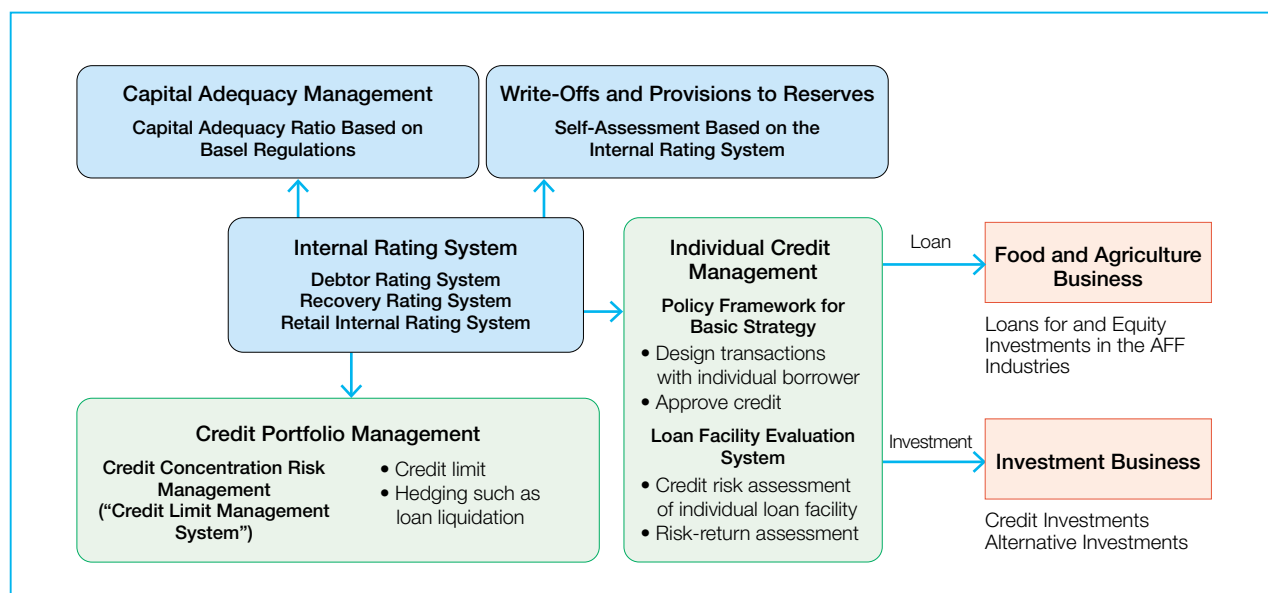 Capital Adequacy Management
Capital Adequacy Ratio Based on
Basel Regulations
Write-Offs and Provisions to Reserves
Self-Assessment Based on the
Internal Rating System
Internal Rating System
Debtor Rating System
Recovery Rating System
Retail Internal Rating System
Individual Credit
Management
Policy Framework for
Basic Strategy
• Design transactions
with individual borrower
• Approve credit
Loan Facility Evaluation
System
• Credit risk assessment
of individual loan facility
• Risk-return assessment
Loan
Food and Agriculture
Business
Loans for and Equity
Investments in the AFF
Industries
Investment
Investment Business
Credit Investments
Alternative Investments
Credit Portfolio Management
Credit Concentration Risk
Management
(“Credit Limit Management
System”)
• Credit limit
• Hedging such as
loan liquidation